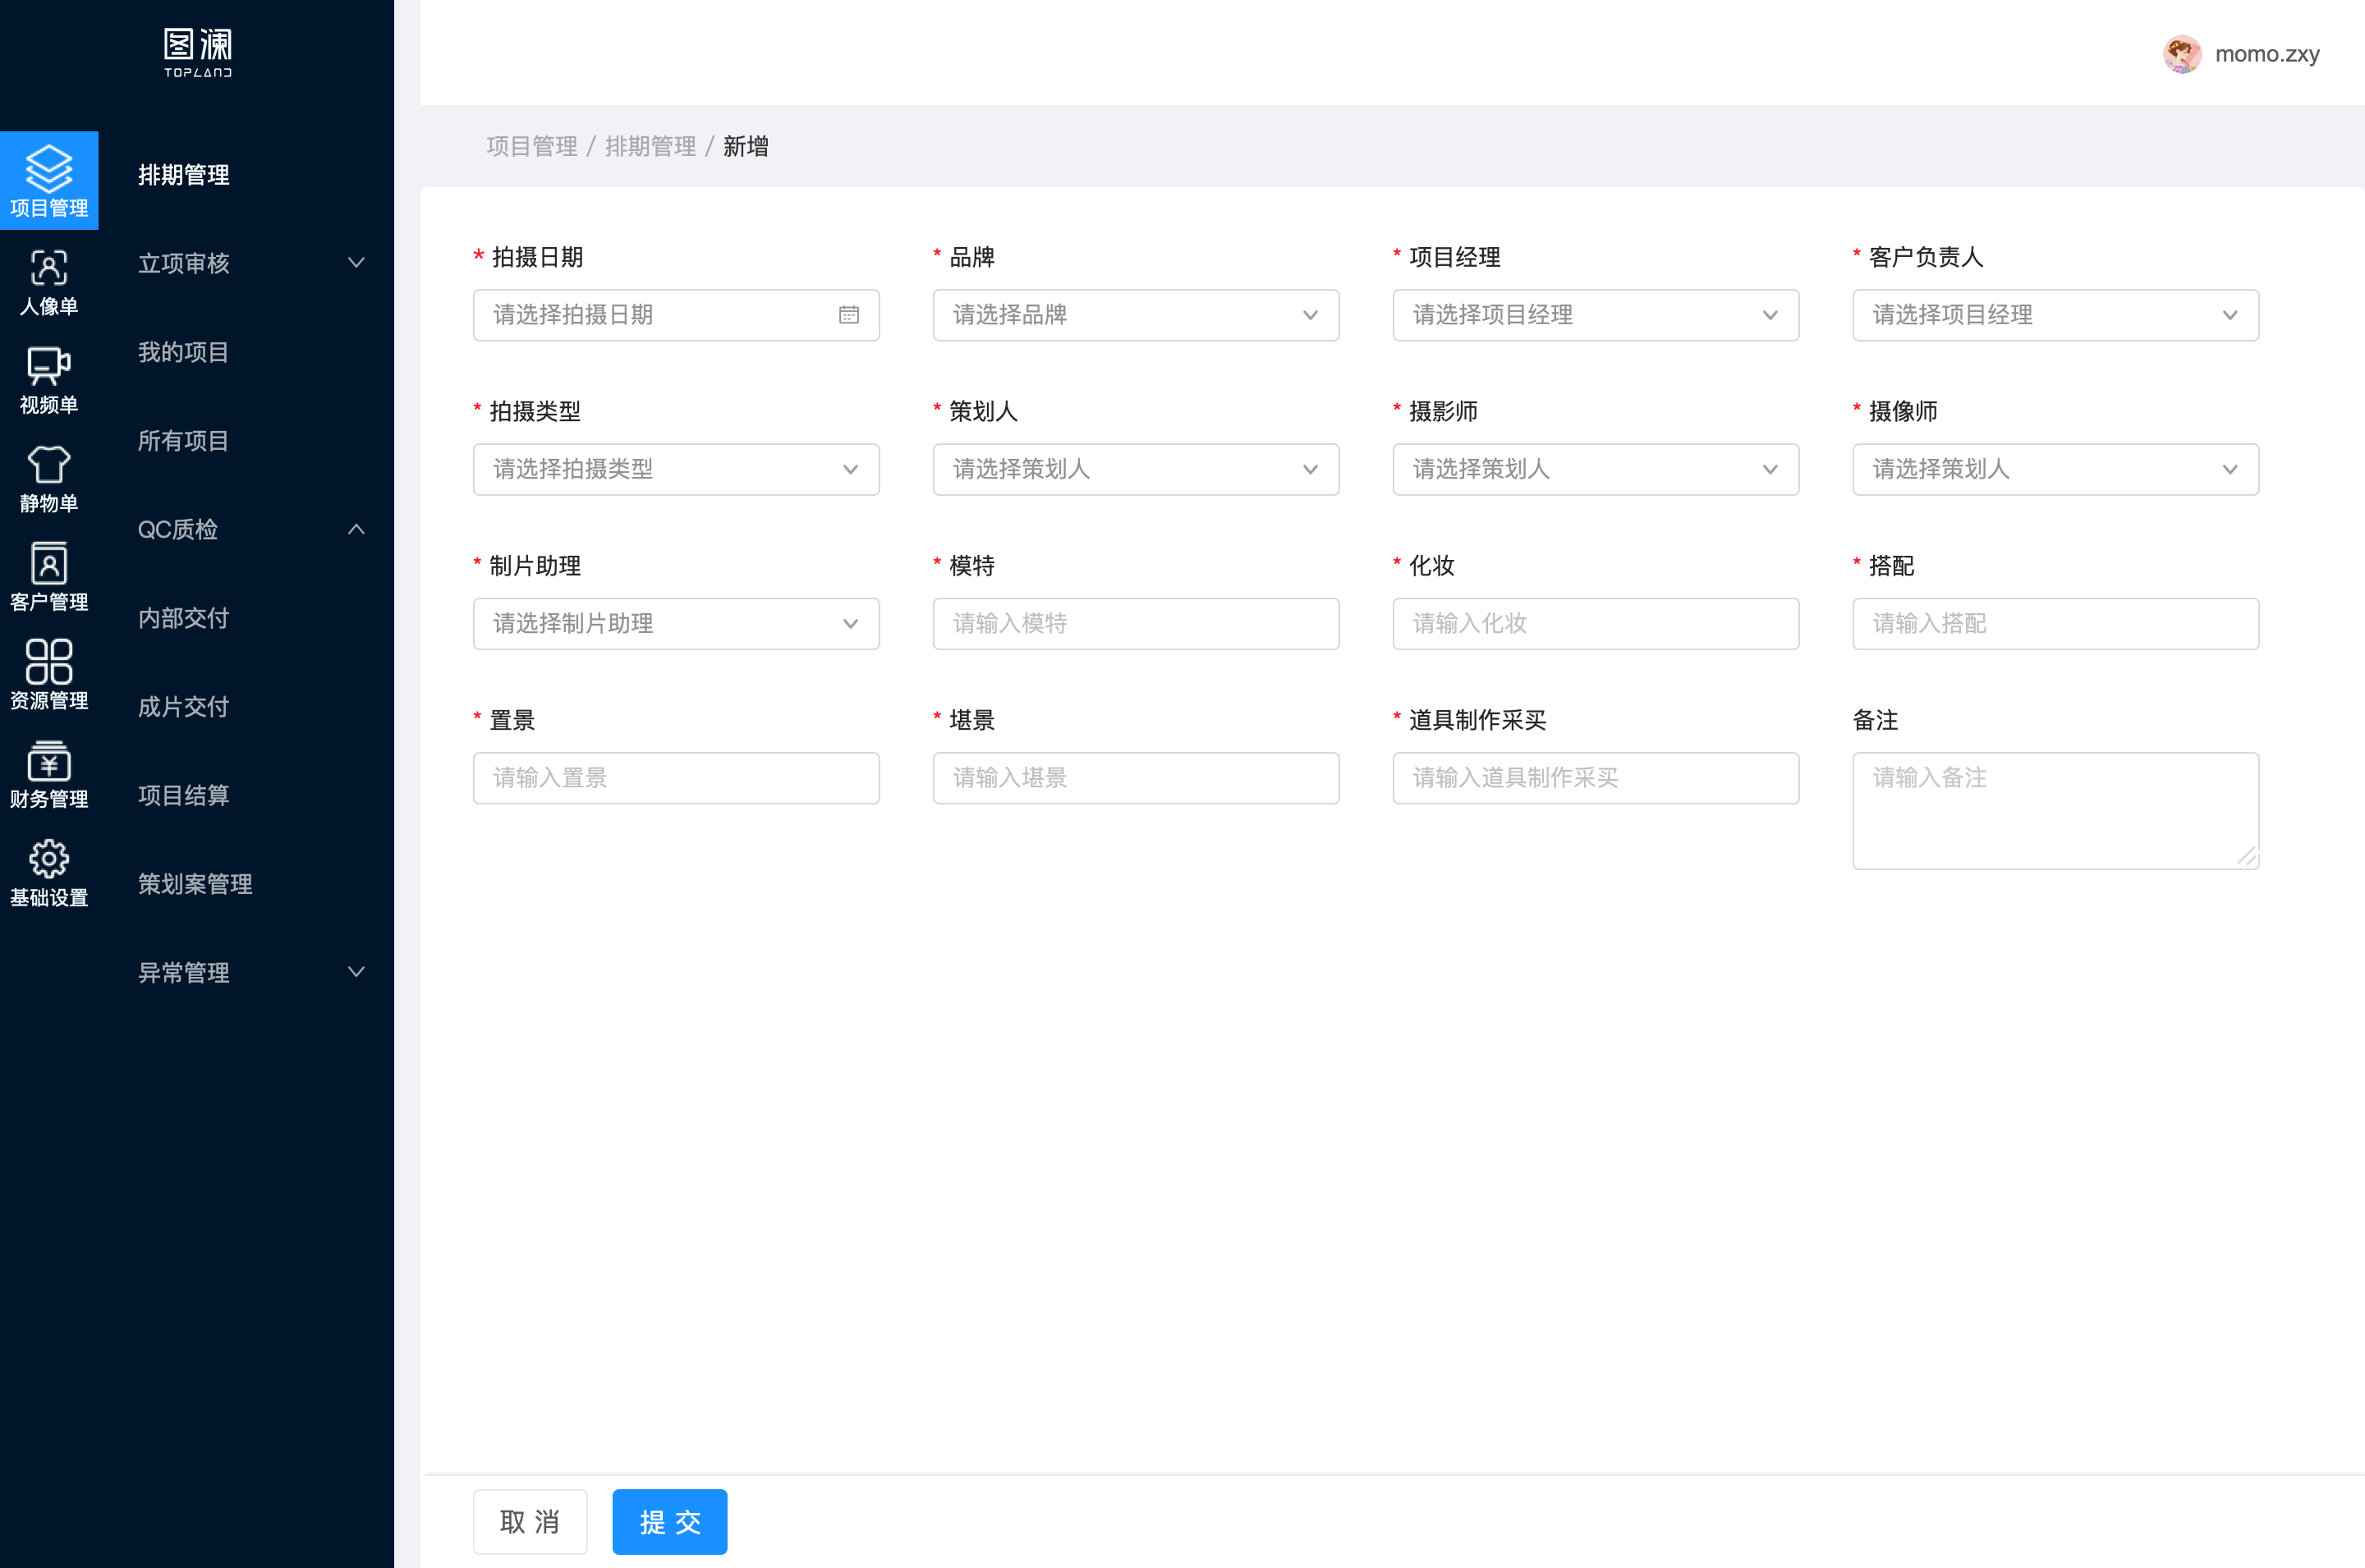 图澜
TOPLAND
momo.zxy
项目管理
人像单
视频单
静物单
客户管理
资源管理
财务管理
基础设置
排期管理
立项审核
我的项目
所有项目
QC质检
内部交付
成片交付
项目结算
策划案管理
异常管理
项目管理 / 排期管理 / 新增
* 拍摄日期 * 品牌 * 项目经理 * 客户负责人
请选择拍摄日期 请选择品牌 请选择项目经理 请选择项目经理
* 拍摄类型 * 策划人 * 摄影师 * 摄像师
请选择拍摄类型 请选择策划人 请选择策划人 请选择策划人
* 制片助理 * 模特 * 化妆 * 搭配
请选择制片助理 请输入模特 请输入化妆 请输入搭配
* 置景 * 堪景 * 道具制作采买 备注
请输入置景 请输入堪景 请输入道具制作采买 请输入备注
取 消 提 交